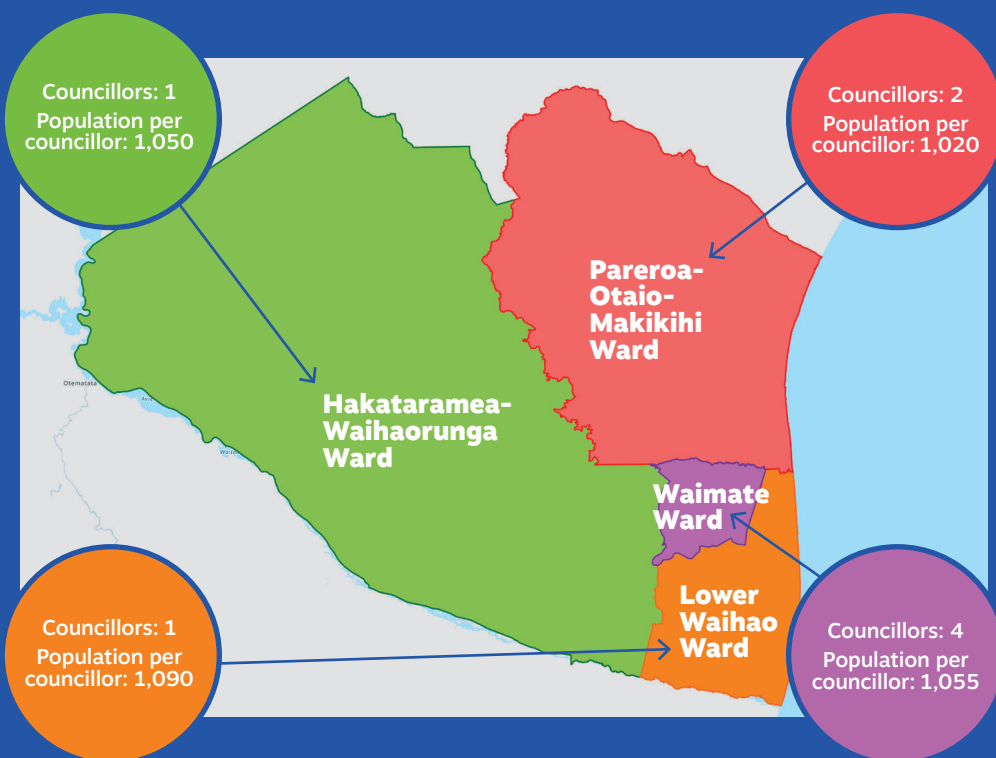 Councillors: 1
Population per
councillor: 1,050
Councillors: 2
Population per
councillor: 1,020
Pareroa-
Otaio-
Makikihi
Ward
Otematata
Hakataramea-
Waihaorunga
Ward
Waimate
Ward
Lower
Waihao
Ward
Councillors: 1
Population per
councillor: 1,090
Councillors: 4
Population per
councillor: 1,055